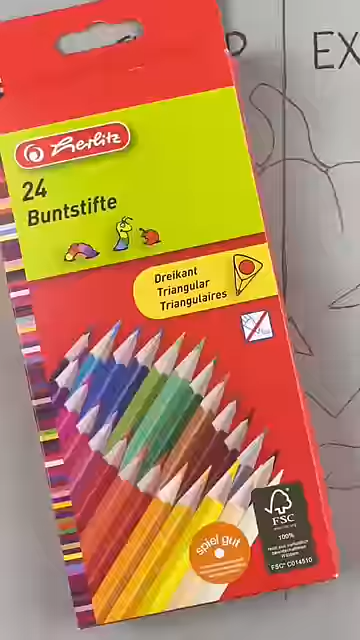 P
EX
Herlitz
24
Buntstifte
Dreikant
Triangular
Triangulaires
FSC
100%
FSC® C014510
spiel gut